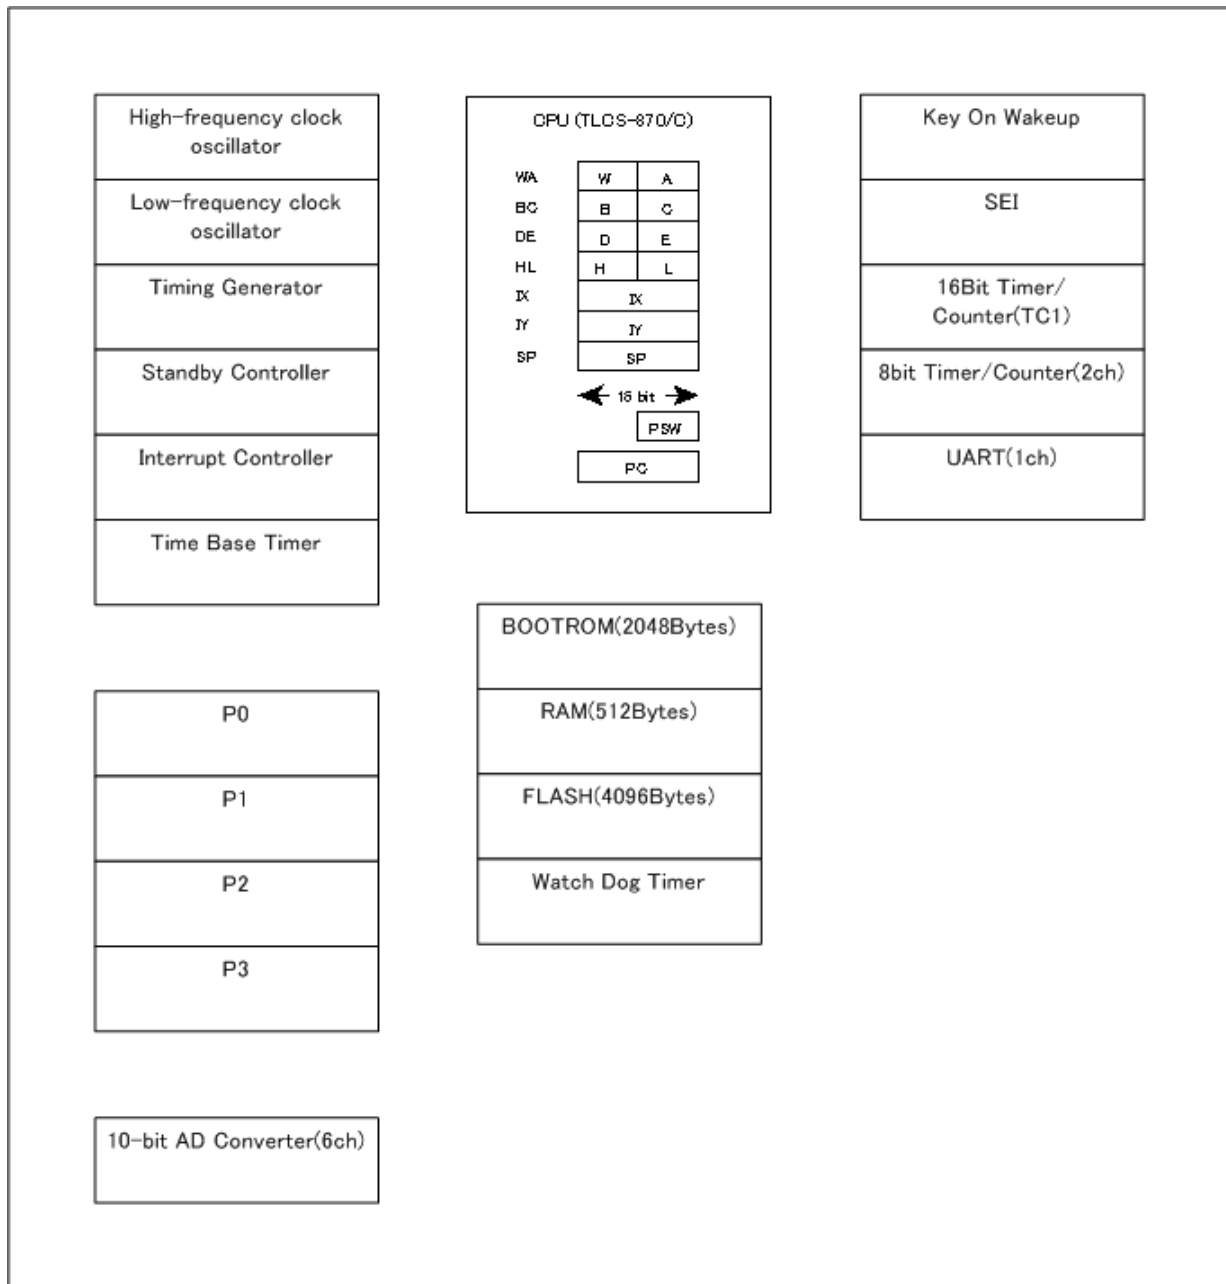 High-frequency clock
oscillator
Low-frequency clock
oscillator
Timing Generator
Standby Controller
Interrupt Controller
Time Base Timer
P0
P1
P2
P3
10-bit AD Converter(6ch)
CPU (TLCS-870/C)
WA W A
BC B C
DE D E
HL H L
IX IX
IY IY
SP SP
16 bit
PSW
PC
BOOTROM(2048Bytes)
RAM(512Bytes)
FLASH(4096Bytes)
Watch Dog Timer
Key On Wakeup
SEI
16Bit Timer/
Counter(TC1)
8bit Timer/Counter(2ch)
UART(1ch)